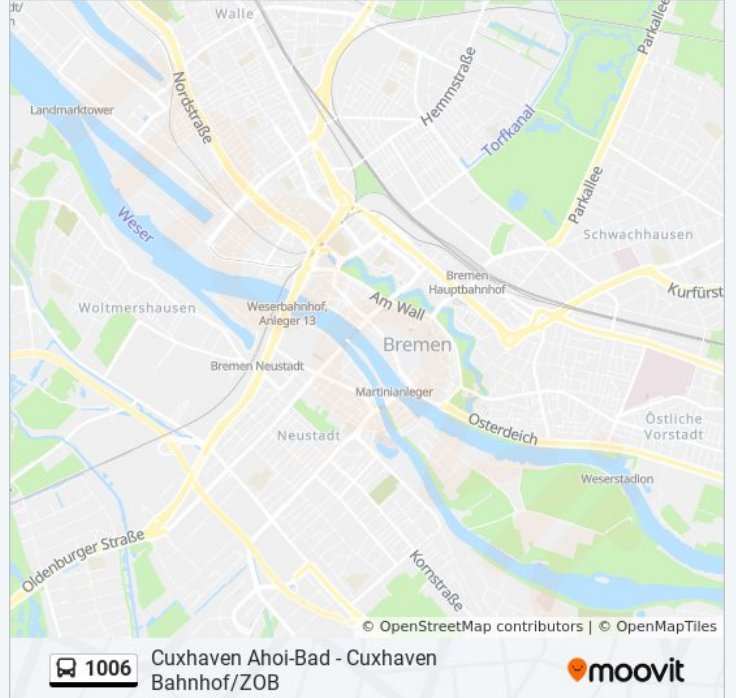 dt/
Walle
Parkallee
Nordstraße
Hemmstraße
Landmarktower
Torfkanal
Parkallee
Weser
Schwachhausen
Bremen
Hauptbahnhof
Kurfürst
Woltmershausen
Weserbahnhof,
Anleger 13
Am Wall
Bremen
Bremen Neustadt
Martinianleger
Neustadt
Osterdeich
Östliche
Vorstadt
Weserstadion
Oldenburger Straße
Kornstraße
© OpenStreetMap contributors | © OpenMapTiles
1006
Cuxhaven Ahoi-Bad - Cuxhaven
Bahnhof/ZOB
moovit